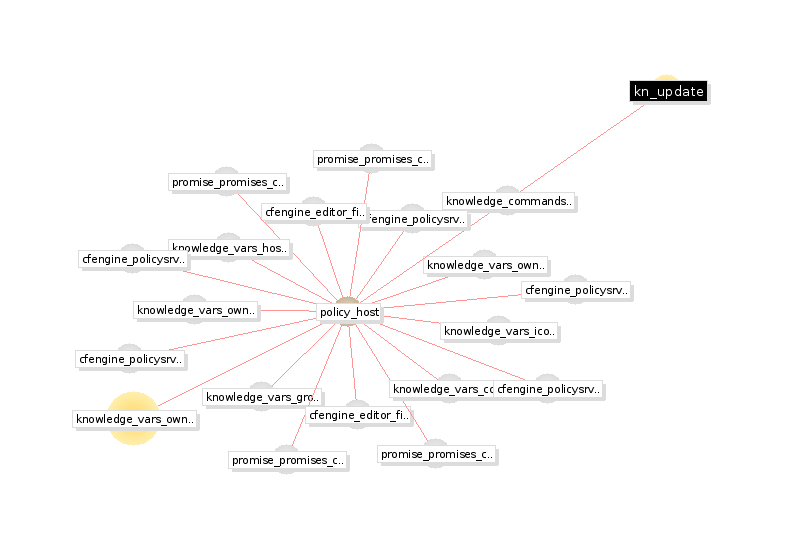 kn_update
promise_promises_c..
promise_promises_c..
knowledge_commands..
cfengine_editor_fi..
fengine_policysrv..
knowledge_vars_hos..
cfengine_policysrv..
knowledge_vars_own..
cfengine_policysrv..
knowledge_vars_own..
policy_host
knowledge_vars_ico..
cfengine_policysrv..
knowledge_vars_co
cfengine_policysrv..
knowledge_vars_gro..
cfengine_editor_fi..
knowledge_vars_own..
promise_promises_c..
promise_promises_c..